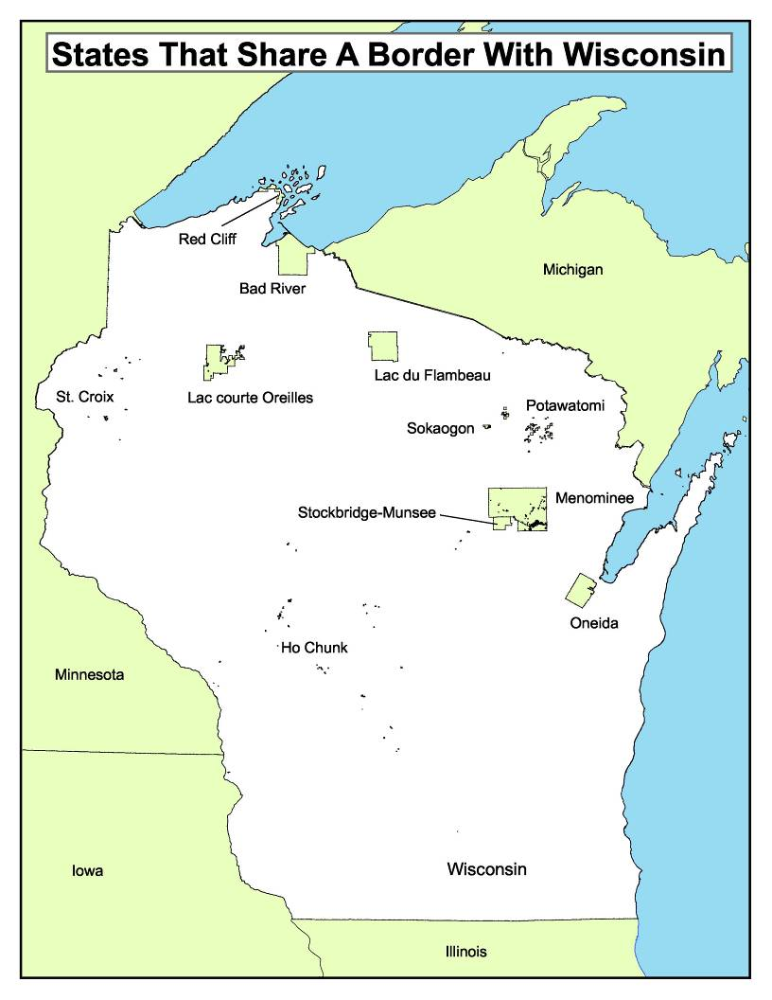 States That Share A Border With Wisconsin
Red Cliff
Michigan
Bad River
Lac du Flambeau
St. Croix
Lac courte Oreilles
Potawatomi
Sokaogon
Menominee
Stockbridge-Munsee
Oneida
Ho Chunk
Minnesota
Iowa
Wisconsin
Illinois